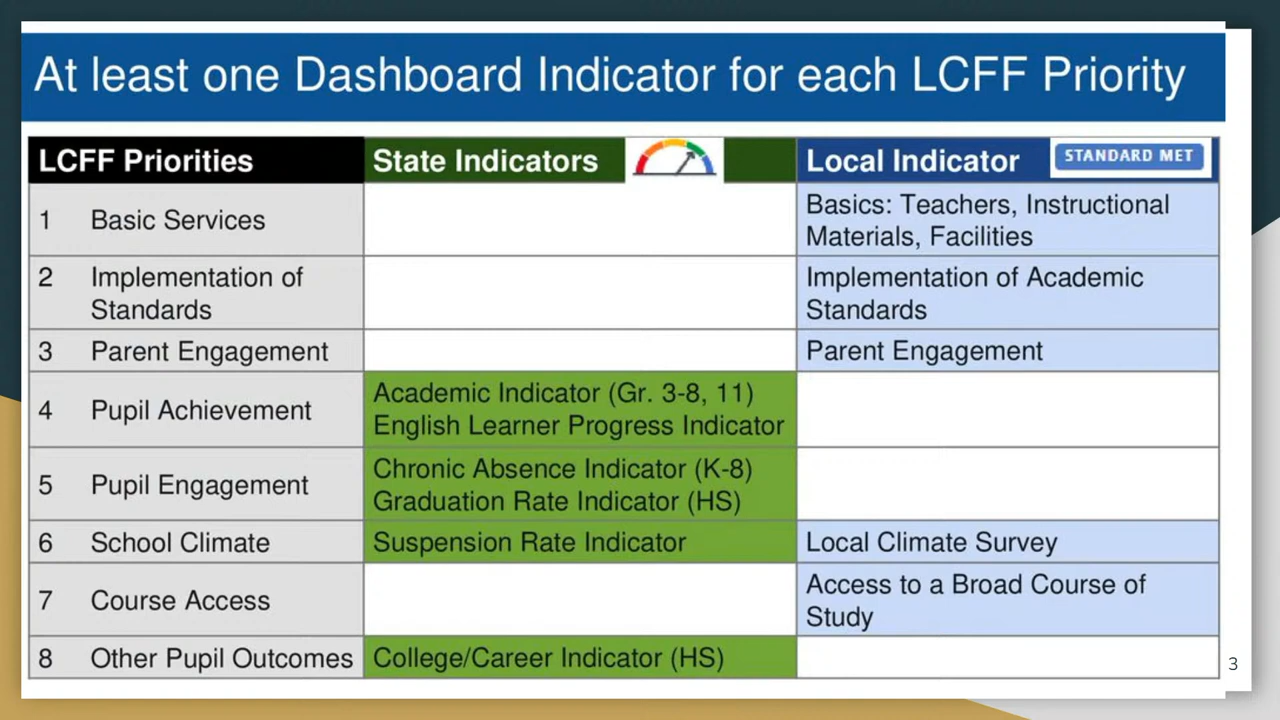 At least one Dashboard Indicator for each LCFF Priority
LCFF Priorities State Indicators Local Indicator STANDARD MET
1 Basic Services
Basics: Teachers, Instructional
Materials, Facilities
2 Implementation of
Standards
Implementation of Academic
Standards
3 Parent Engagement Parent Engagement
4 Pupil Achievement
Academic Indicator (Gr. 3-8, 11)
English Learner Progress Indicator
5 Pupil Engagement
Chronic Absence Indicator (K-8)
Graduation Rate Indicator (HS)
6 School Climate Suspension Rate Indicator Local Climate Survey
7 Course Access
Access to a Broad Course of
Study
8 Other Pupil Outcomes College/Career Indicator (HS)
3